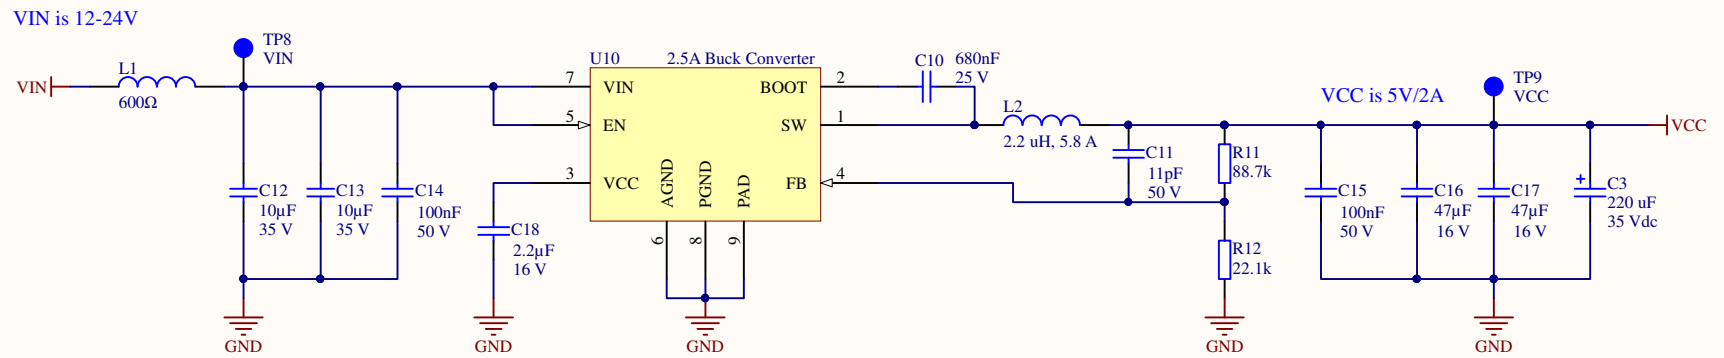 VIN is 12-24V
TP8
VIN
VIN
L1
600Ω
C12
10µF
35 V
C13
10µF
35 V
C14
100nF
50 V
GND
C18
2.2µF
16 V
GND
U10
2.5A Buck Converter
7
VIN
5
EN
3
VCC
BOOT
2
SW
1
FB
4
AGND
PGND
PAD
6
8
9
GND
C10
680nF
25 V
L2
2.2 uH, 5.8 A
C11
11pF
50 V
R11
88.7k
R12
22.1k
GND
VCC is 5V/2A
TP9
VCC
VCC
C15
100nF
50 V
C16
47µF
16 V
C17
47µF
16 V
+
C3
220 uF
35 Vdc
GND